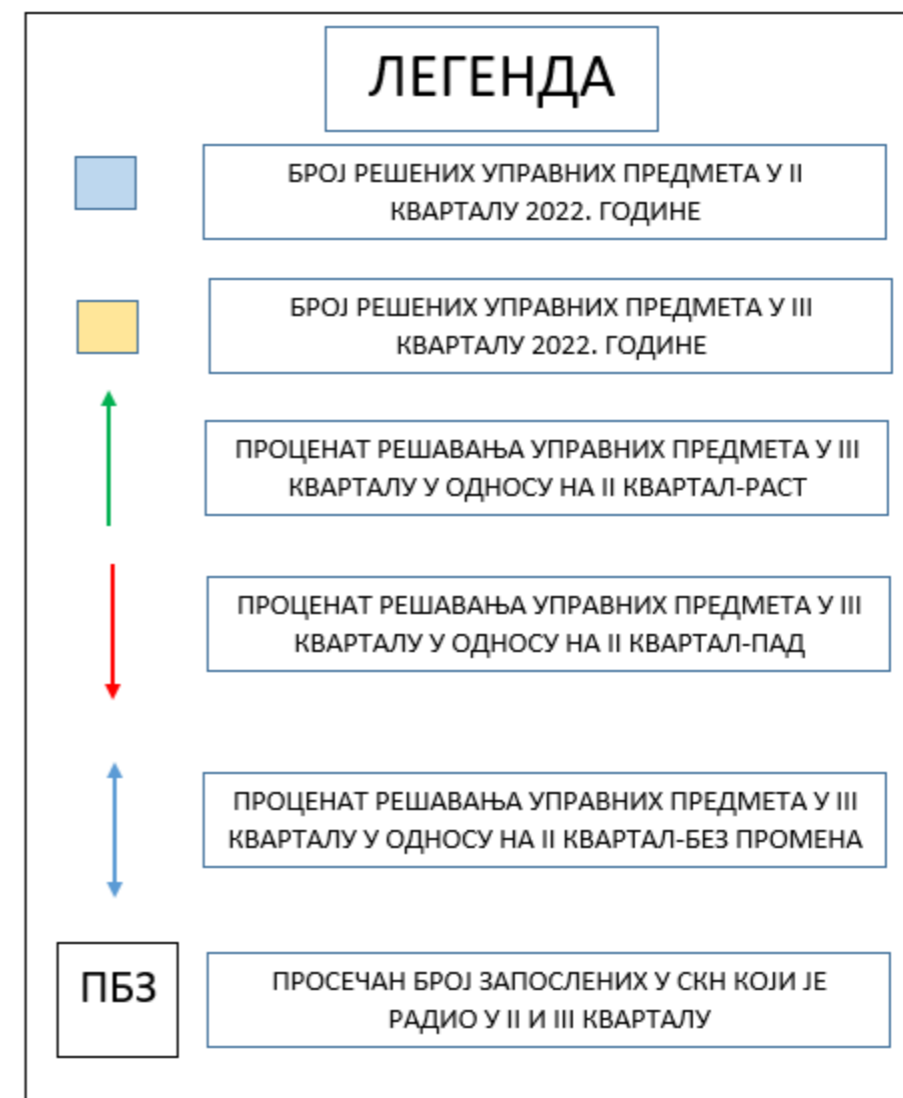 ЛЕГЕНДА
БРОЈ РЕШЕНИХ УПРАВНИХ ПРЕДМЕТА У II
КВАРТАЛУ 2022. ГОДИНЕ
БРОЈ РЕШЕНИХ УПРАВНИХ ПРЕДМЕТА У III
КВАРТАЛУ 2022. ГОДИНЕ
ПРОЦЕНАТ РЕШАВАЊА УПРАВНИХ ПРЕДМЕТА У III
КВАРТАЛУ У ОДНОСУ НА II КВАРТАЛ-РАСТ
ПРОЦЕНАТ РЕШАВАЊА УПРАВНИХ ПРЕДМЕТА У III
КВАРТАЛУ У ОДНОСУ НА II КВАРТАЛ-ПАД
ПРОЦЕНАТ РЕШАВАЊА УПРАВНИХ ПРЕДМЕТА У III
КВАРТАЛУ У ОДНОСУ НА II КВАРТАЛ-БЕЗ ПРОМЕНА
ПБЗ
ПРОСЕЧАН БРОЈ ЗАПОСЛЕНИХ У СКН КОЈИ ЈЕ
РАДИО У II И III КВАРТАЛУ